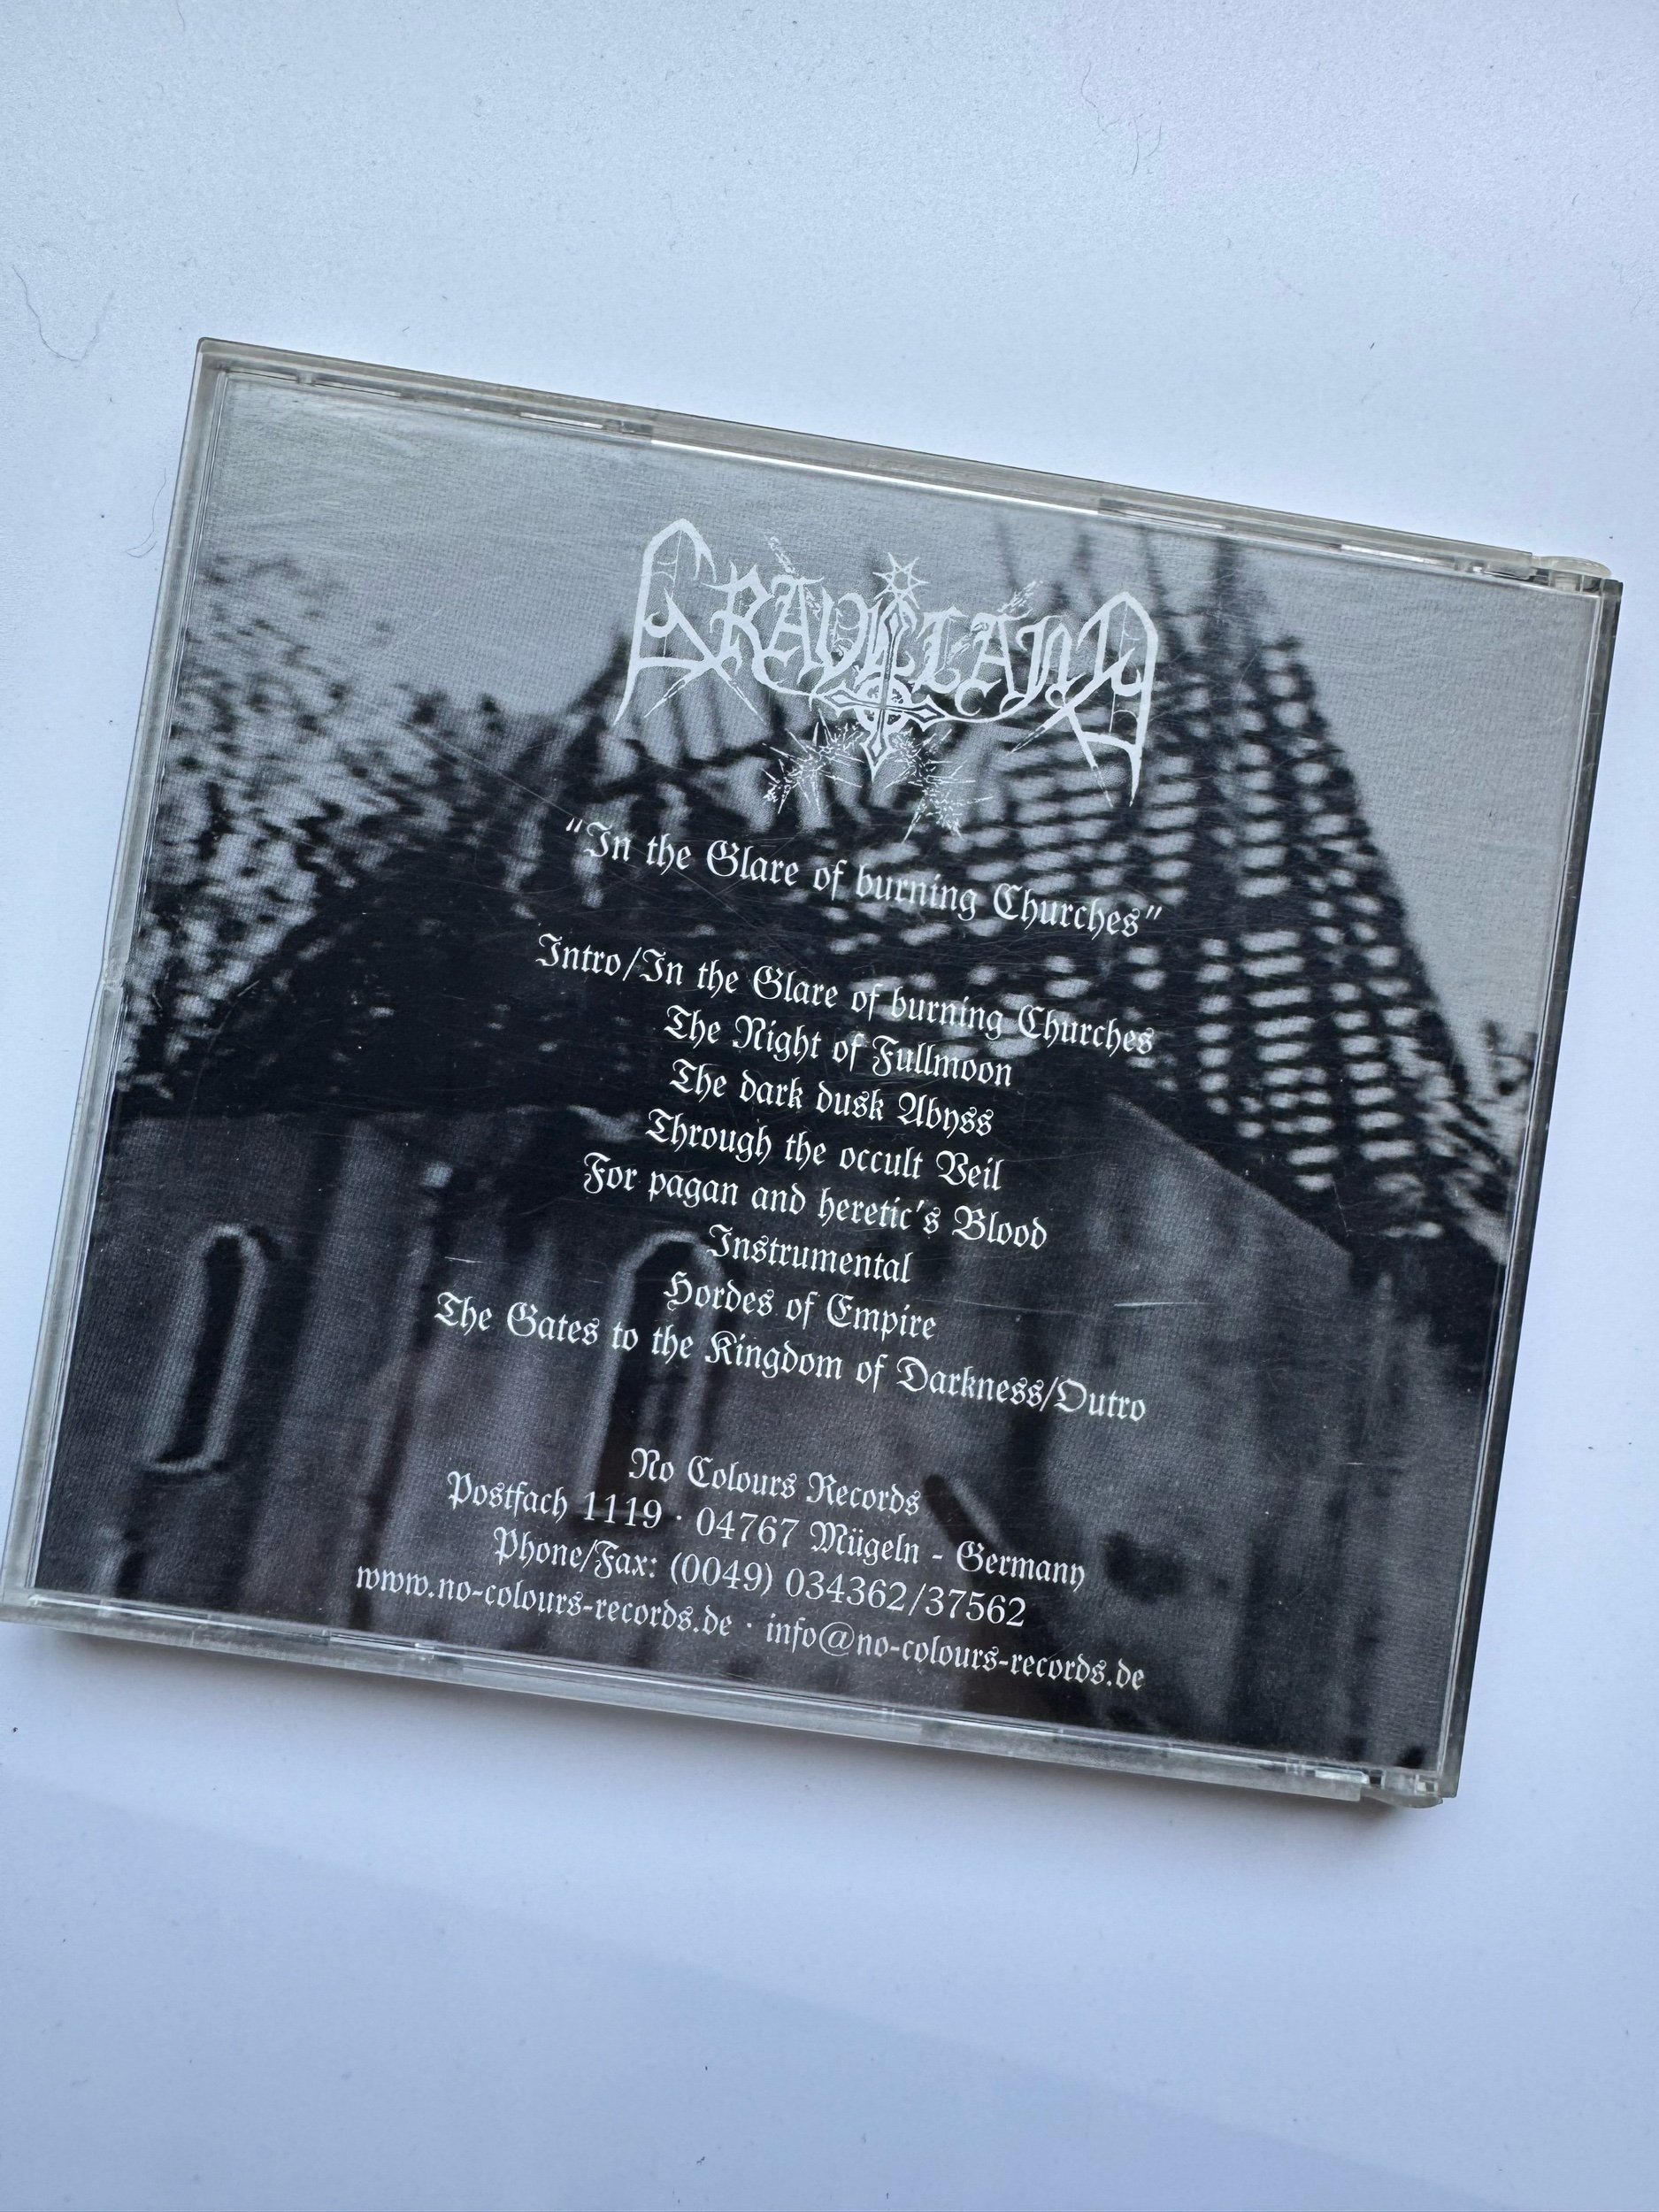 GRAVELAND
"In the Glare of burning Churches"
Intro/In the Glare of burning Churches
The Night of Fullmoon
The dark dusk Abyss
Through the occult Veil
For pagan and heretic's Blood
Instrumental
Hordes of Empire
The Gates to the Kingdom of Darkness/Outro
No Colours Records
Postfach 1119 · 04767 Mügeln - Germany
Phone/Fax: (0049) 034362/37562
www.no-colours-records.de · info@no-colours-records.de